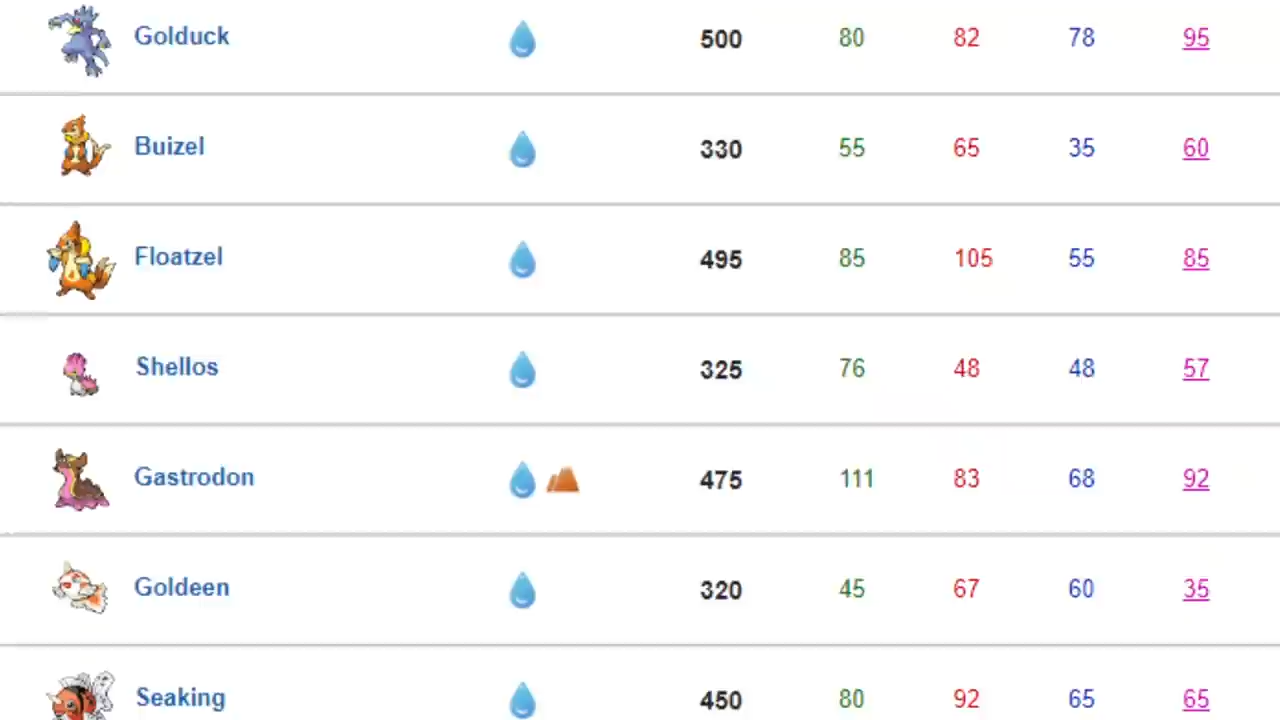 Golduck 500 80 82 78 95
Buizel 330 55 65 35 60
Floatzel 495 85 105 55 85
Shellos 325 76 48 48 57
Gastrodon 475 111 83 68 92
Goldeen 320 45 67 60 35
Seaking 450 80 92 65 65